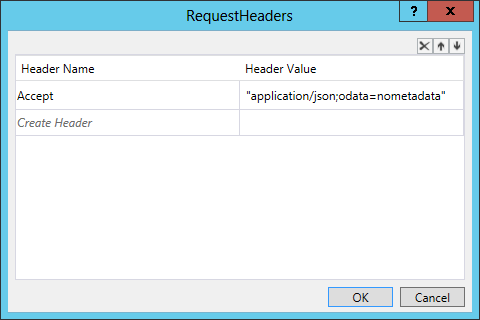 RequestHeaders
? X
Header Name Header Value
Accept "application/json;odata=nometadata"
Create Header
OK Cancel